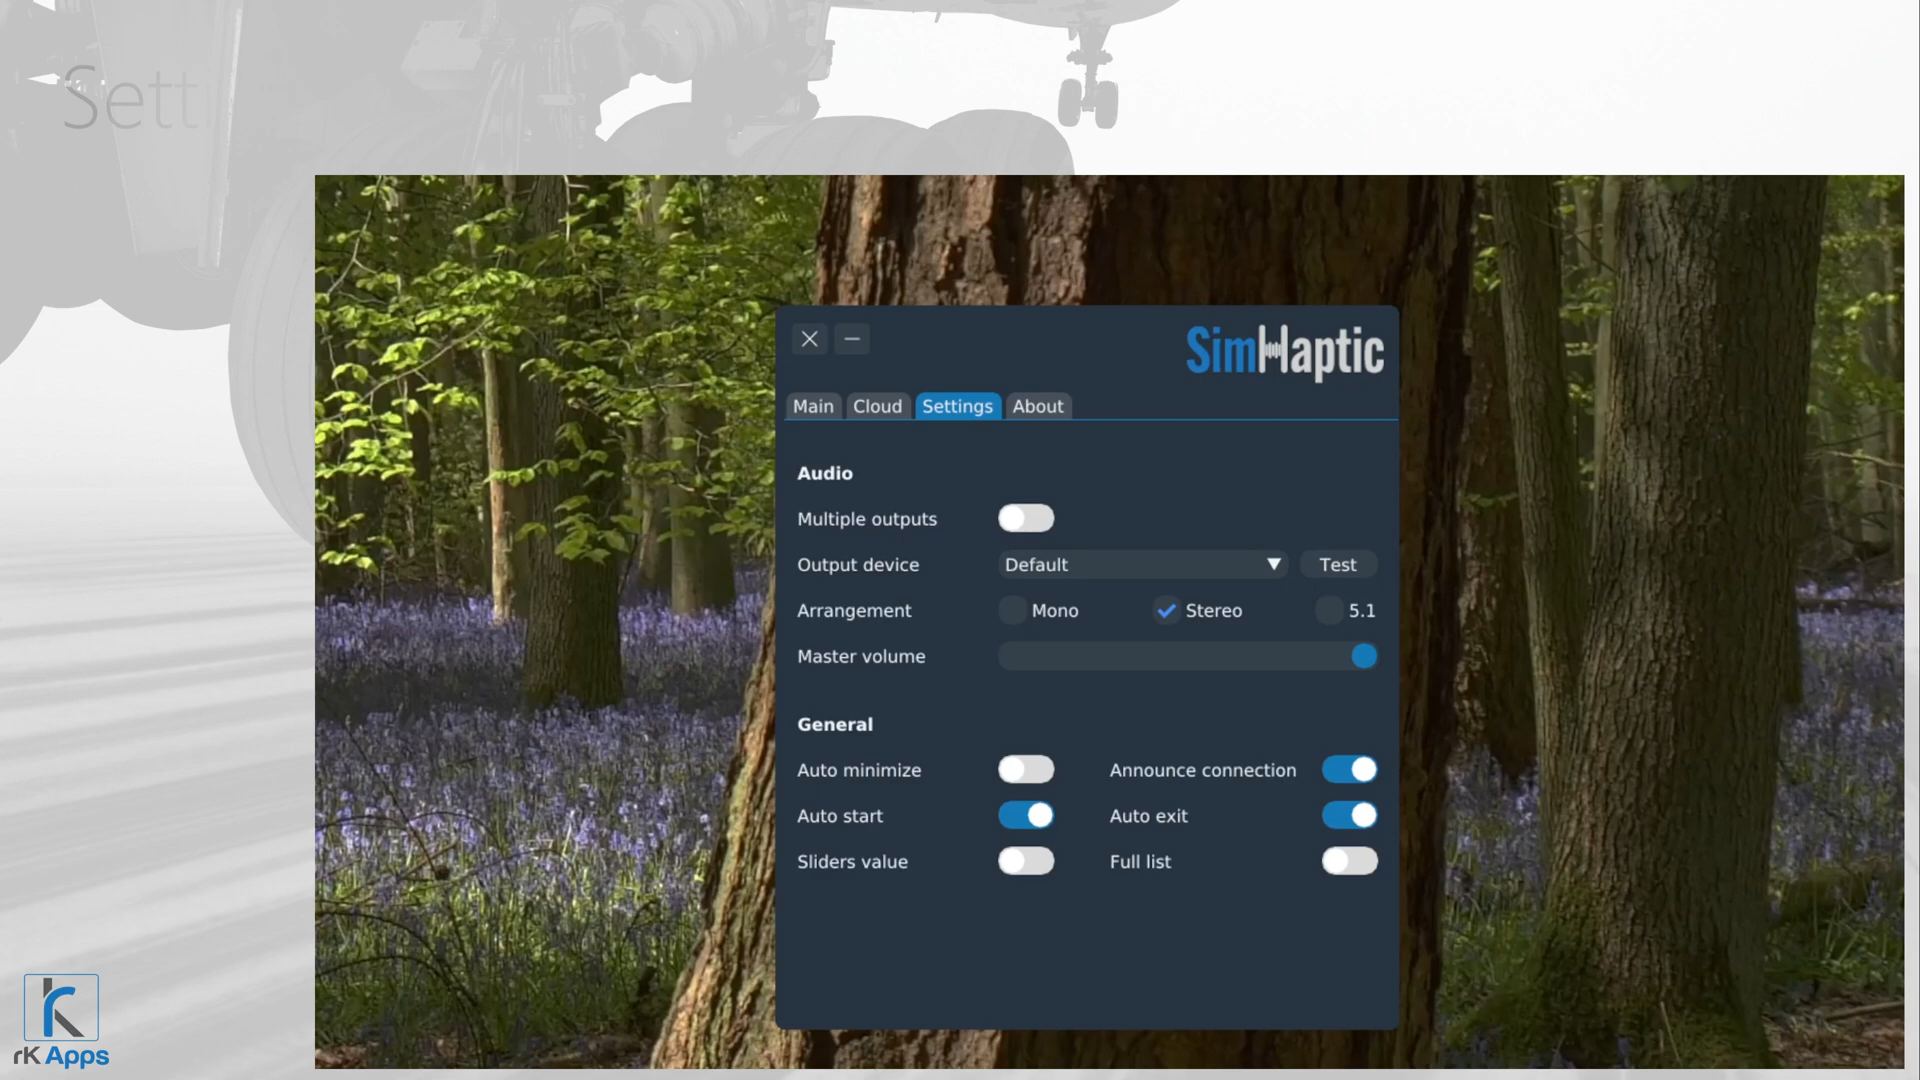 Setti
SimHaptic
Main Cloud Settings About
Audio
Multiple outputs
Output device Default Test
Arrangement Mono Stereo 5.1
Master volume
General
Auto minimize Announce connection
Auto start Auto exit
Sliders value Full list
rK Apps